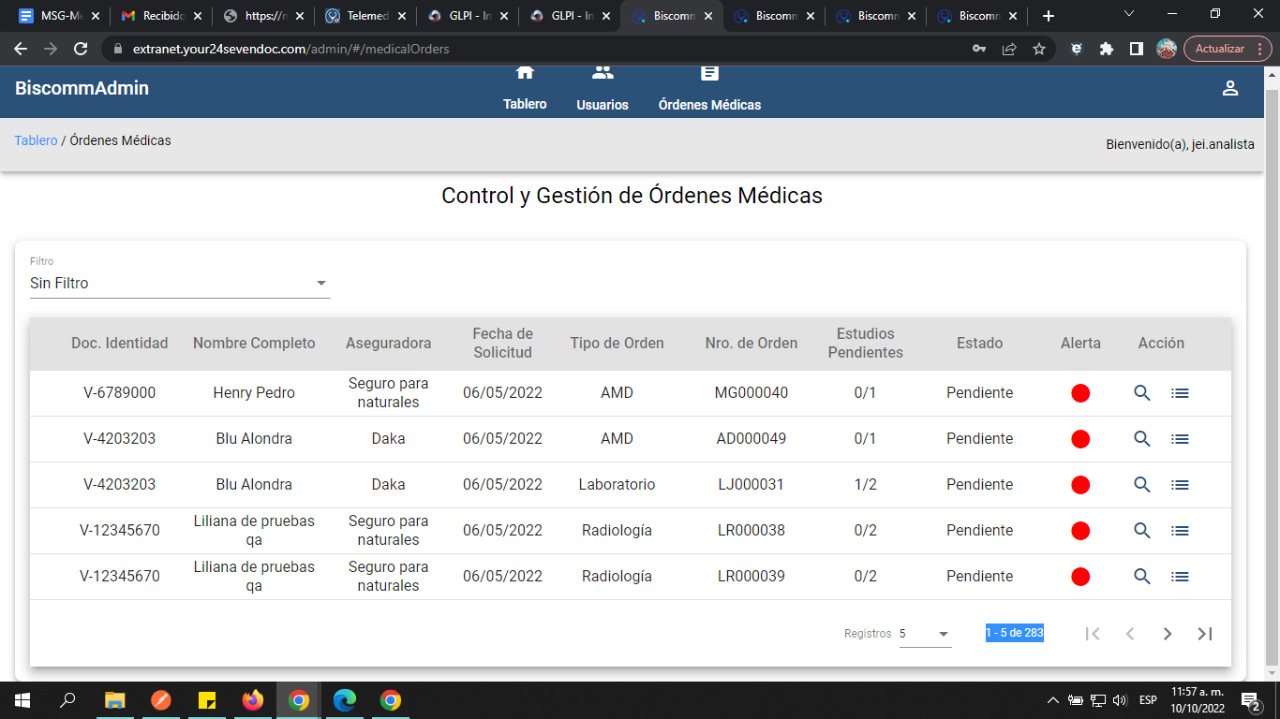 MSG-M
Recibido
https://n
Telemed
GLPI - In
GLPI - In
Biscomm
Biscomm
Biscomm
Biscomm
extranet.your24sevendoc.com/admin/#/medicalOrders
Actualizar
BiscommAdmin
Tablero
Usuarios
Órdenes Médicas
Tablero / Órdenes Médicas
Bienvenido(a), jei.analista
Control y Gestión de Órdenes Médicas
Filtro
Sin Filtro
Doc. Identidad Nombre Completo Aseguradora Fecha de Solicitud Tipo de Orden Nro. de Orden Estudios Pendientes Estado Alerta Acción
V-6789000 Henry Pedro Seguro para naturales 06/05/2022 AMD MG000040 0/1 Pendiente
V-4203203 Blu Alondra Daka 06/05/2022 AMD AD000049 0/1 Pendiente
V-4203203 Blu Alondra Daka 06/05/2022 Laboratorio LJ000031 1/2 Pendiente
V-12345670 Liliana de pruebas qa Seguro para naturales 06/05/2022 Radiología LR000038 0/2 Pendiente
V-12345670 Liliana de pruebas qa Seguro para naturales 06/05/2022 Radiología LR000039 0/2 Pendiente
Registros 5 1 - 5 de 283
ESP
11:57 a. m.
10/10/2022
2